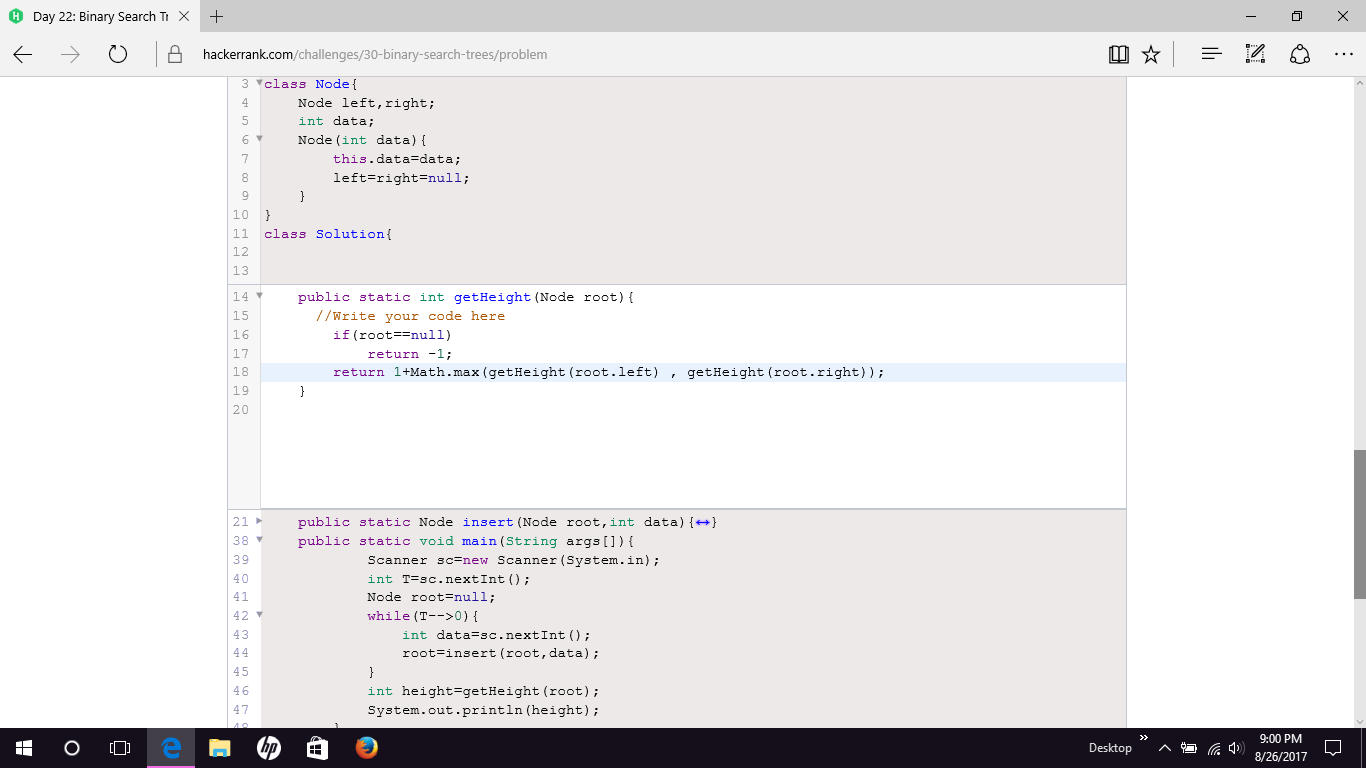 Day 22: Binary Search Tr
hackerrank.com/challenges/30-binary-search-trees/problem
3 class Node{
4 Node left,right;
5 int data;
6 Node(int data){
7 this.data=data;
8 left=right=null;
9 }
10 }
11 class Solution{
12
13
14 public static int getHeight(Node root){
15 //Write your code here
16 if(root==null)
17 return -1;
18 return 1+Math.max(getHeight(root.left) , getHeight(root.right));
19 }
20
21 public static Node insert(Node root,int data){↔}
38 public static void main(String args[]){
39 Scanner sc=new Scanner(System.in);
40 int T=sc.nextInt();
41 Node root=null;
42 while(T-->0){
43 int data=sc.nextInt();
44 root=insert(root,data);
45 }
46 int height=getHeight(root);
47 System.out.println(height);
48 }
hp
Desktop
9:00 PM
8/26/2017